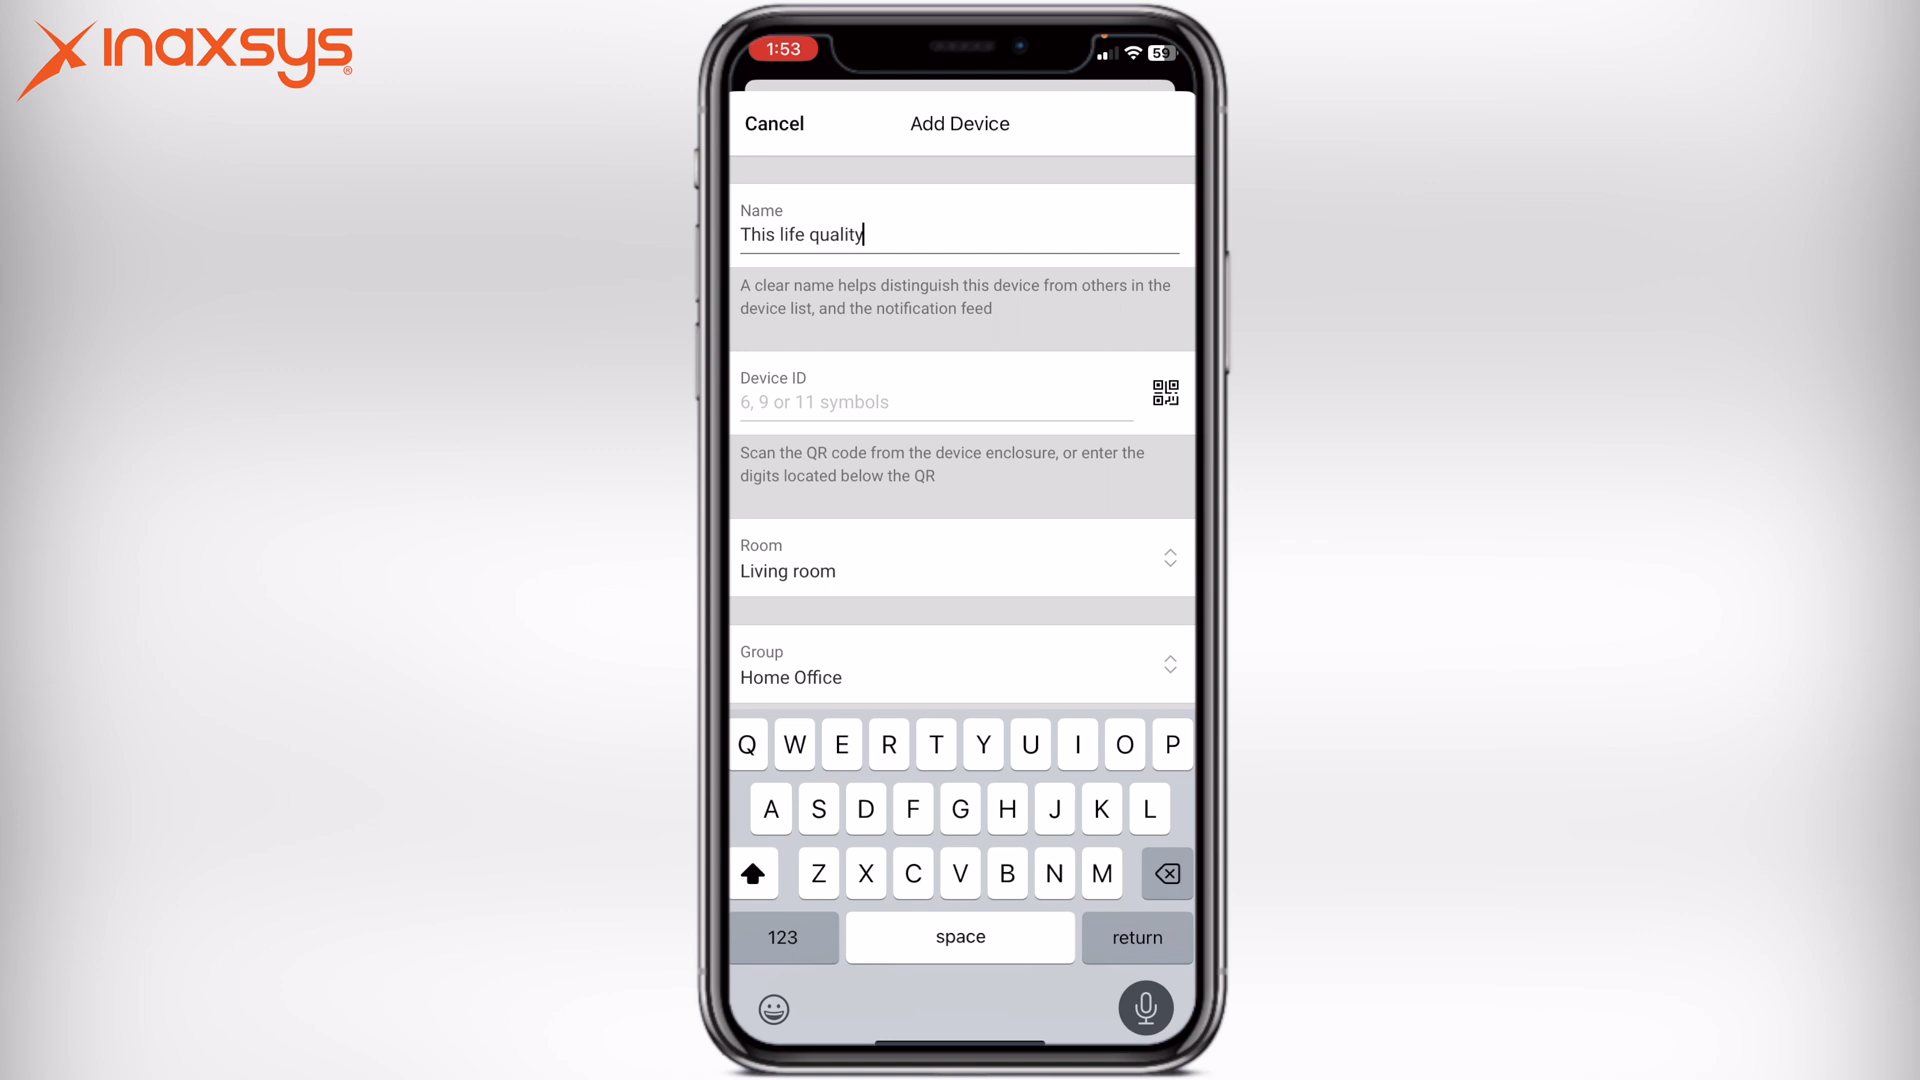 inaxsys®
1:53
59
Cancel
Add Device
Name
This life quality
A clear name helps distinguish this device from others in the
device list, and the notification feed
Device ID
6, 9 or 11 symbols
Scan the QR code from the device enclosure, or enter the
digits located below the QR
Room
Living room
Group
Home Office
Q W E R T Y U I O P
A S D F G H J K L
Z X C V B N M
123 space return